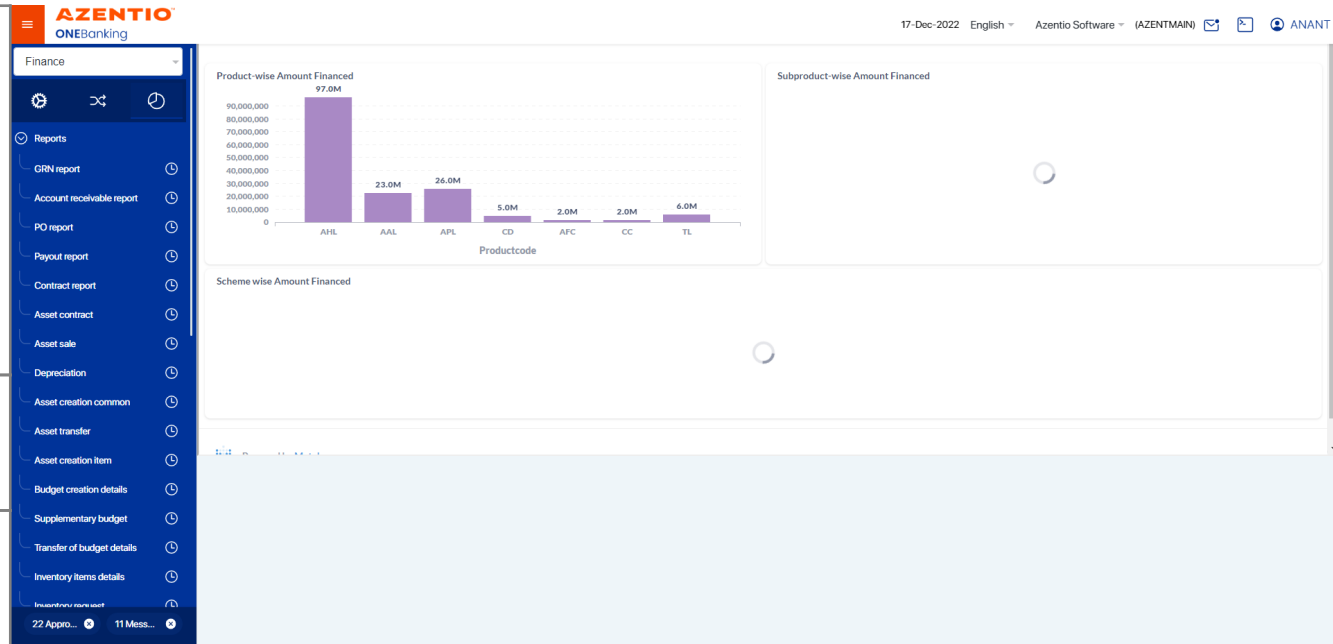 AZENTIO
ONEBanking
17-Dec-2022 English Azentio Software (AZENTMAIN) ANANT
Finance
Reports
GRN report
Account receivable report
PO report
Payout report
Contract report
Asset contract
Asset sale
Depreciation
Asset creation common
Asset transfer
Asset creation item
Budget creation details
Supplementary budget
Transfer of budget details
Inventory items details
Inventory request
22 Appro... 11 Mess...
Product-wise Amount Financed
97.0M
90,000,000
80,000,000
70,000,000
60,000,000
50,000,000
40,000,000
30,000,000
20,000,000
10,000,000
0
23.0M 26.0M 5.0M 2.0M 2.0M 6.0M
AHL AAL APL CD AFC CC TL
Productcode
Subproduct-wise Amount Financed
Scheme wise Amount Financed